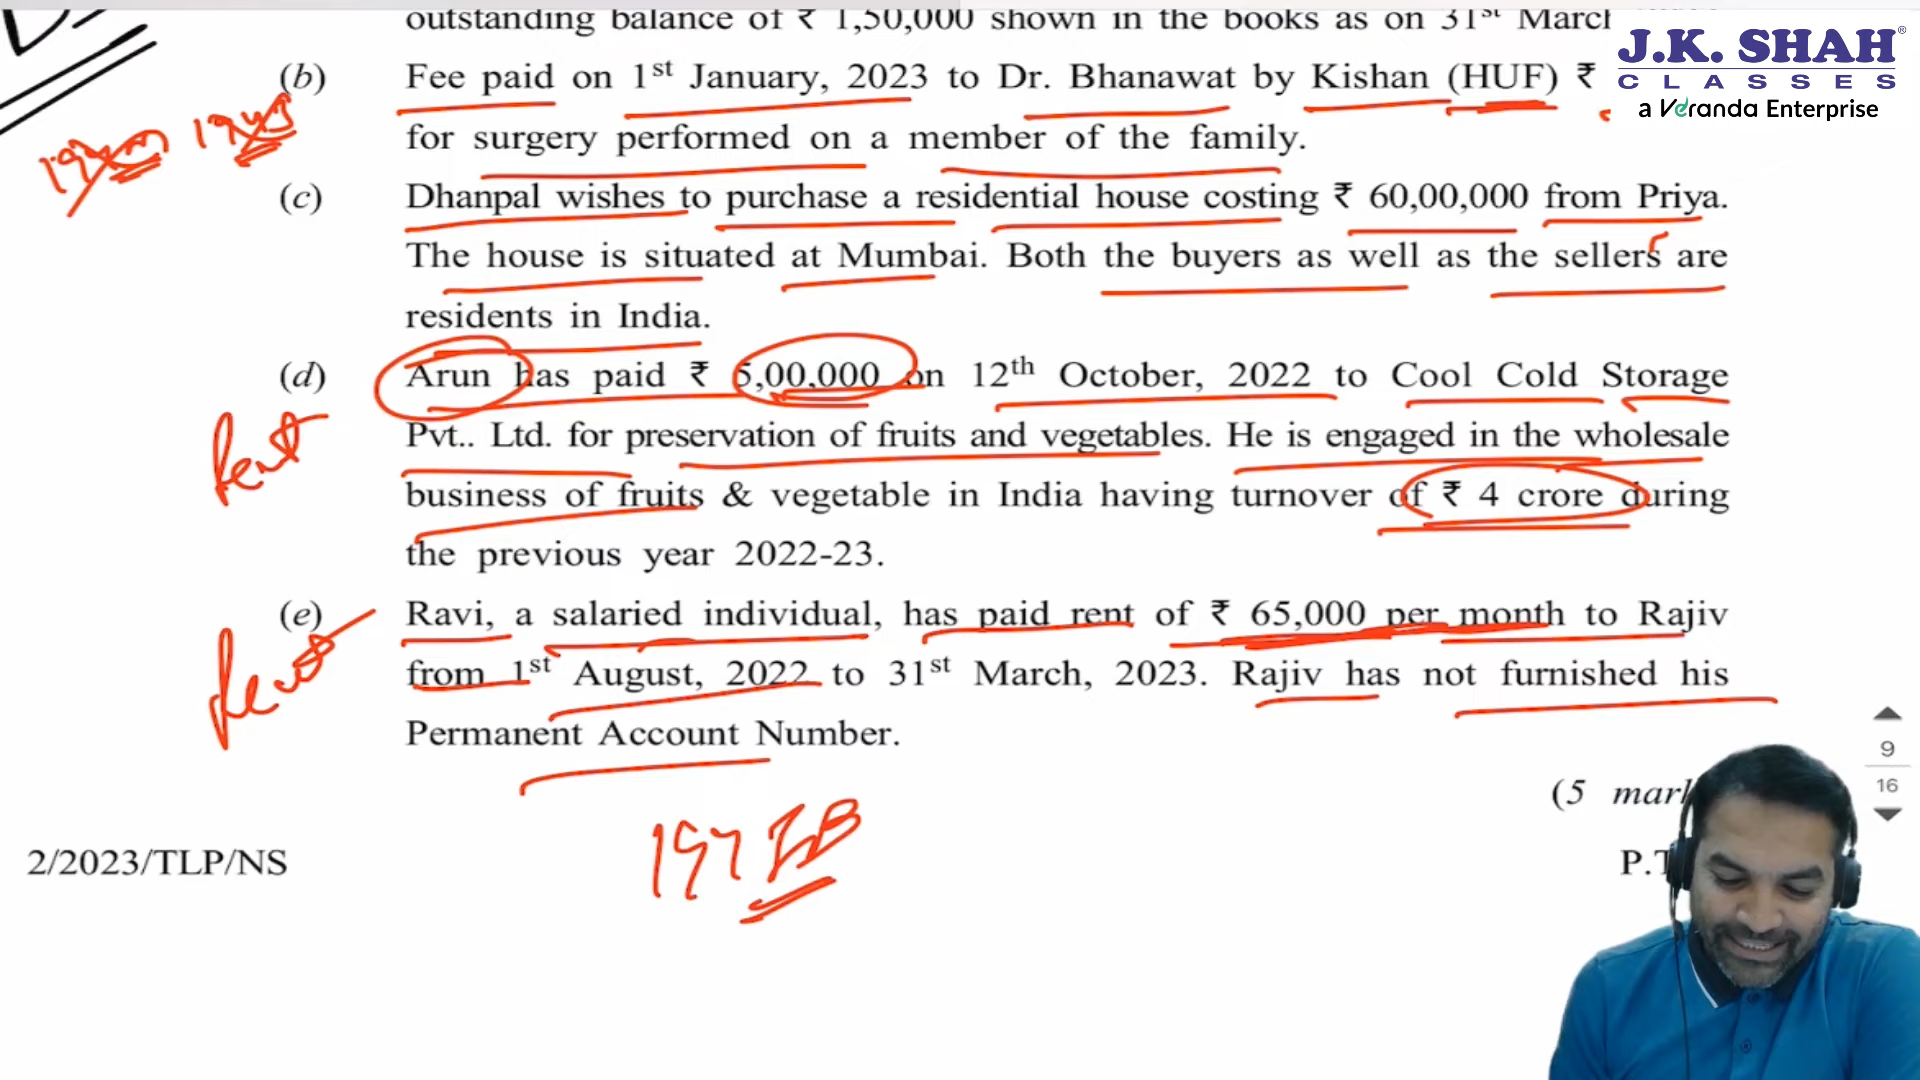 outstanding balance of ₹ 1,50,000 shown in the books as on 31st March
J.K. SHAH®
CLASSES
a Veranda Enterprise
(b) Fee paid on 1st January, 2023 to Dr. Bhanawat by Kishan (HUF) ₹
for surgery performed on a member of the family.
(c) Dhanpal wishes to purchase a residential house costing ₹ 60,00,000 from Priya.
The house is situated at Mumbai. Both the buyers as well as the sellers are
residents in India.
(d) Arun has paid ₹ 5,00,000 on 12th October, 2022 to Cool Cold Storage
Rent
Pvt.. Ltd. for preservation of fruits and vegetables. He is engaged in the wholesale
business of fruits & vegetable in India having turnover of ₹ 4 crore during
the previous year 2022-23.
(e) Ravi, a salaried individual, has paid rent of ₹ 65,000 per month to Rajiv
Rent
from 1st August, 2022 to 31st March, 2023. Rajiv has not furnished his
Permanent Account Number.
9
16
(5
194IB
2/2023/TLP/NS